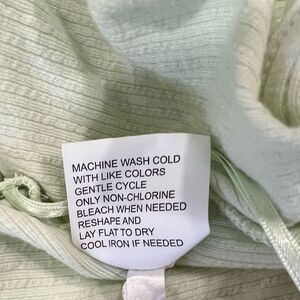 MACHINE WASH COLD
WITH LIKE COLORS
GENTLE CYCLE
ONLY NON-CHLORINE
BLEACH WHEN NEEDED
RESHAPE AND
LAY FLAT TO DRY
COOL IRON IF NEEDED